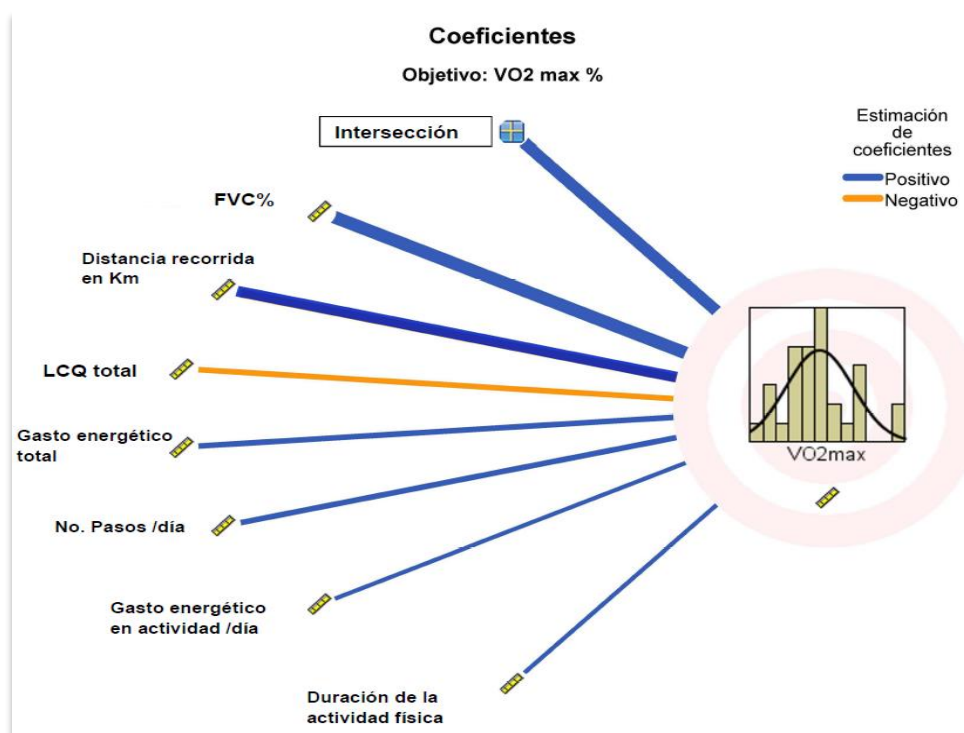 Coeficientes
Objetivo: VO2 max %
Intersección
Estimación
de
coeficientes
Positivo
Negativo
FVC%
Distancia recorrida
en Km
LCQ total
Gasto energético
total
No. Pasos /día
Gasto energético
en actividad /día
Duración de la
actividad física
VO2max